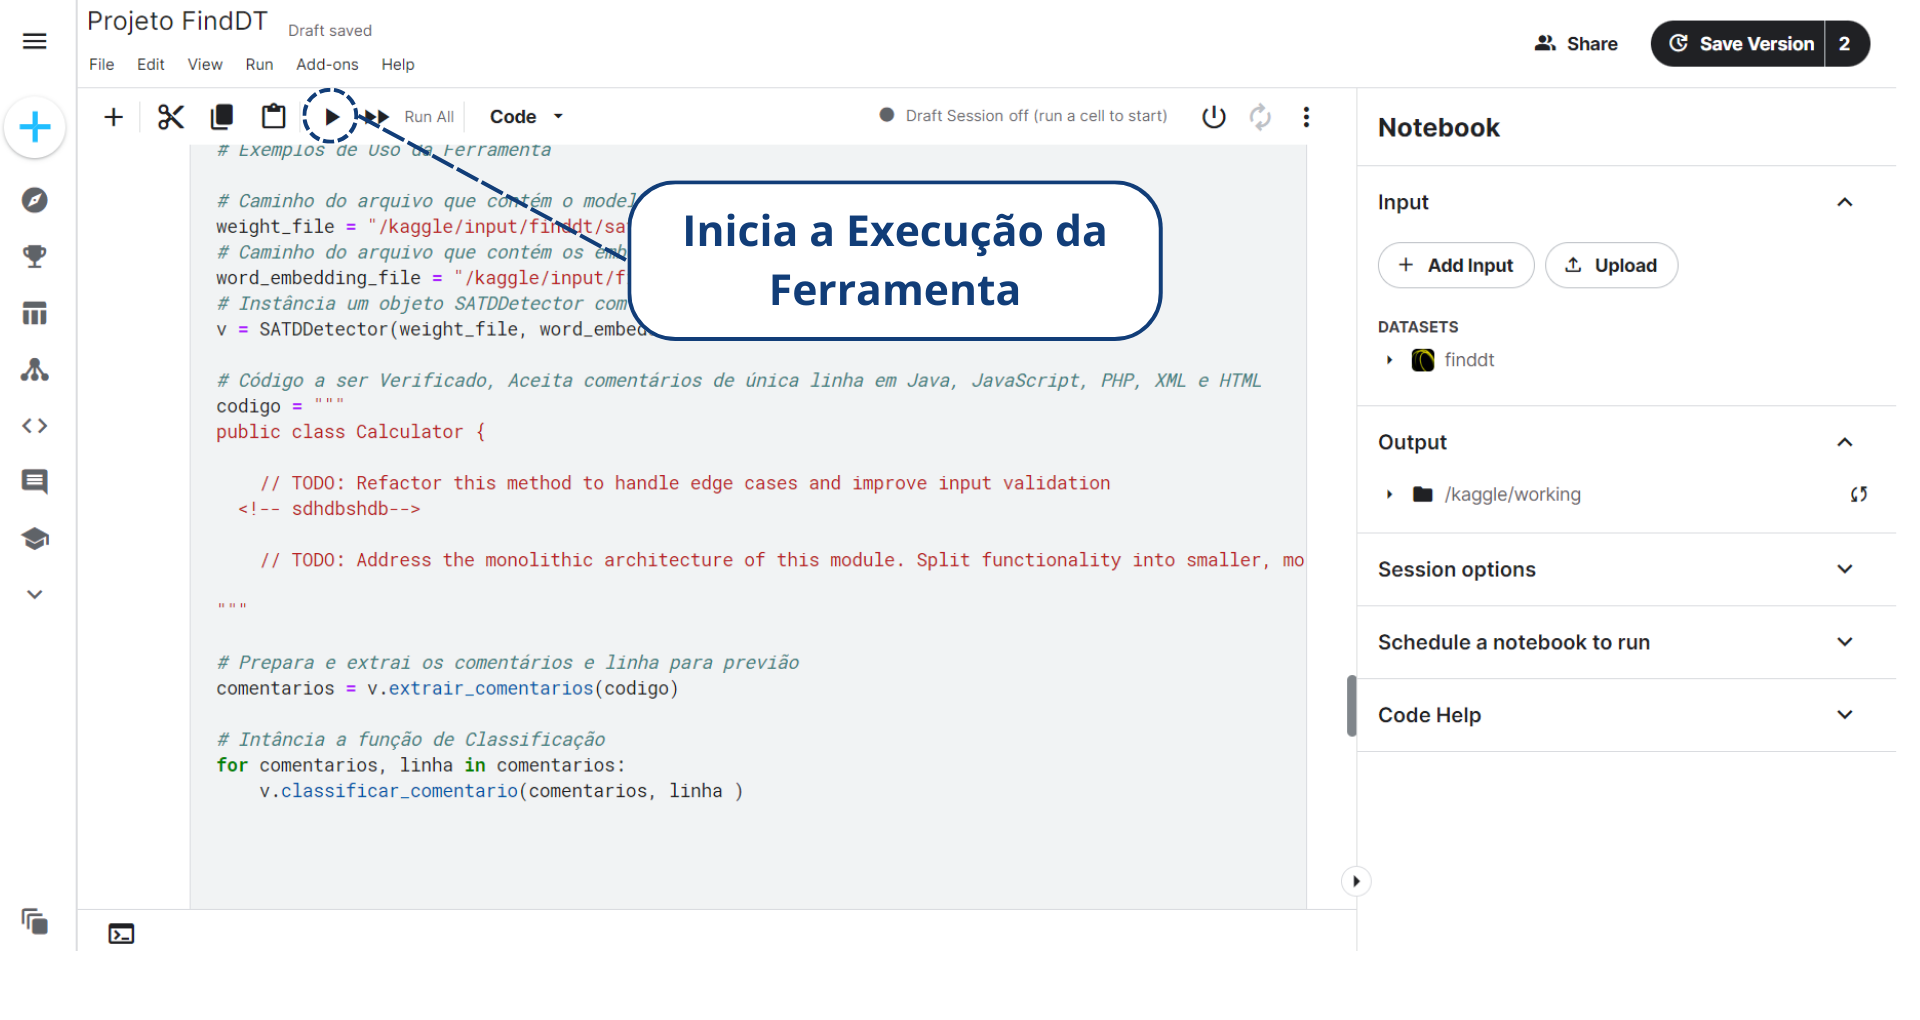 Projeto FindDT Draft saved
File Edit View Run Add-ons Help
Share
Save Version 2
Run All Code
Draft Session off (run a cell to start)
# Exemplos de Uso da Ferramenta
# Caminho do arquivo que contém o model
weight_file = "/kaggle/input/finddt/sa
# Caminho do arquivo que contém os emb
word_embedding_file = "/kaggle/input/f
# Instância um objeto SATDDetector com
v = SATDDetector(weight_file, word_embed
Inicia a Execução da
Ferramenta
# Código a ser Verificado, Aceita comentários de única linha em Java, JavaScript, PHP, XML e HTML
codigo = """
public class Calculator {
// TODO: Refactor this method to handle edge cases and improve input validation
<!-- sdhdbshdb-->
// TODO: Address the monolithic architecture of this module. Split functionality into smaller, mo
"""
# Prepara e extrai os comentários e linha para previão
comentarios = v.extrair_comentarios(codigo)
# Intância a função de Classificação
for comentarios, linha in comentarios:
v.classificar_comentario(comentarios, linha )
Notebook
Input
+ Add Input Upload
DATASETS
finddt
Output
/kaggle/working
Session options
Schedule a notebook to run
Code Help